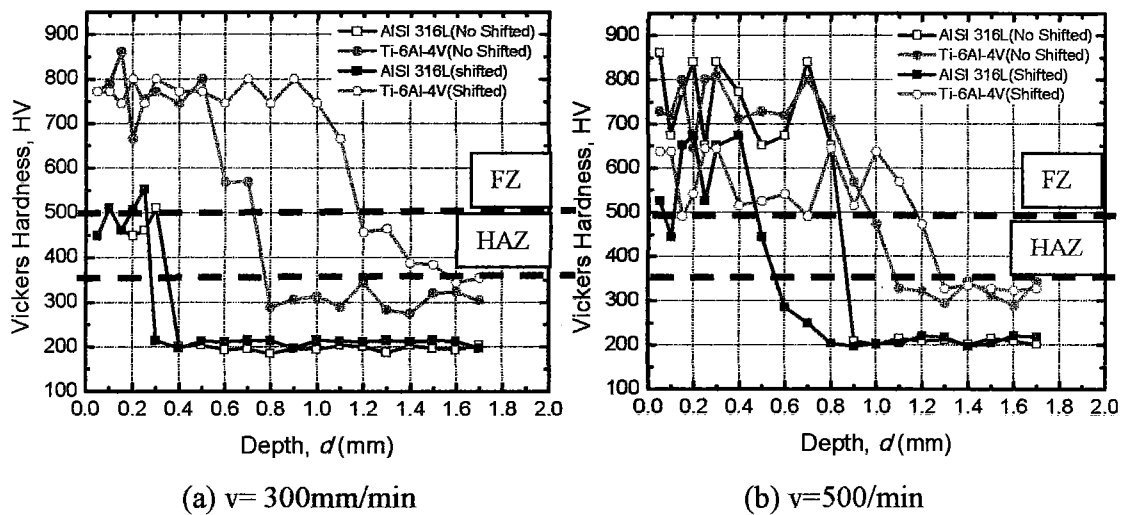 Vickers Hardness, HV
900
800
700
600
500
400
300
200
100
AISI 316L(No Shifted)
Ti-6Al-4V(No Shifted)
AISI 316L(shifted)
Ti-6Al-4V(Shifted)
FZ
HAZ
0.0 0.2 0.4 0.6 0.8 1.0 1.2 1.4 1.6 1.8 2.0
Depth, d (mm)
(a) v= 300mm/min
Vickers Hardness, HV
900
800
700
600
500
400
300
200
100
AISI 316L(No Shifted)
Ti-6Al-4V(No Shifted)
AISI 316L(Shifted)
Ti-6Al-4V(Shifted)
FZ
HAZ
0.0 0.2 0.4 0.6 0.8 1.0 1.2 1.4 1.6 1.8 2.0
Depth, d (mm)
(b) v=500/min